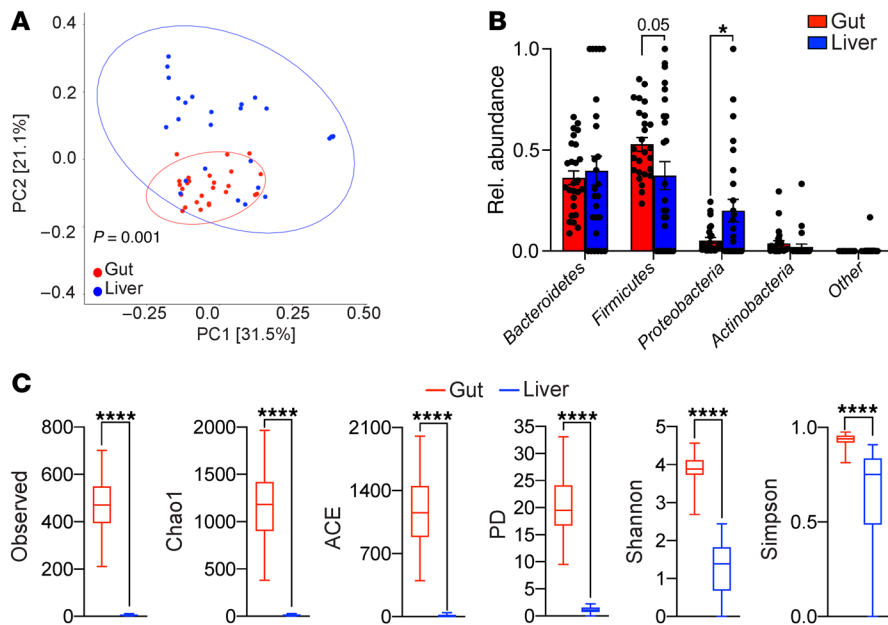 A
0.4
0.2
0.0
−0.2
−0.4
PC2 [21.1%]
P = 0.001
Gut
Liver
−0.25
0.0
0.25
0.50
PC1 [31.5%]
B
Gut
Liver
0.05
*
1.0
0.5
0.0
Rel. abundance
Bacteroidetes
Firmicutes
Proteobacteria
Actinobacteria
Other
C
Gut
Liver
****
800
600
400
200
0
Observed
****
2000
1500
1000
500
0
Chao1
****
2100
1400
700
0
ACE
****
35
30
25
20
15
10
5
0
PD
****
5
4
3
2
1
0
Shannon
****
1.0
0.5
0.0
Simpson